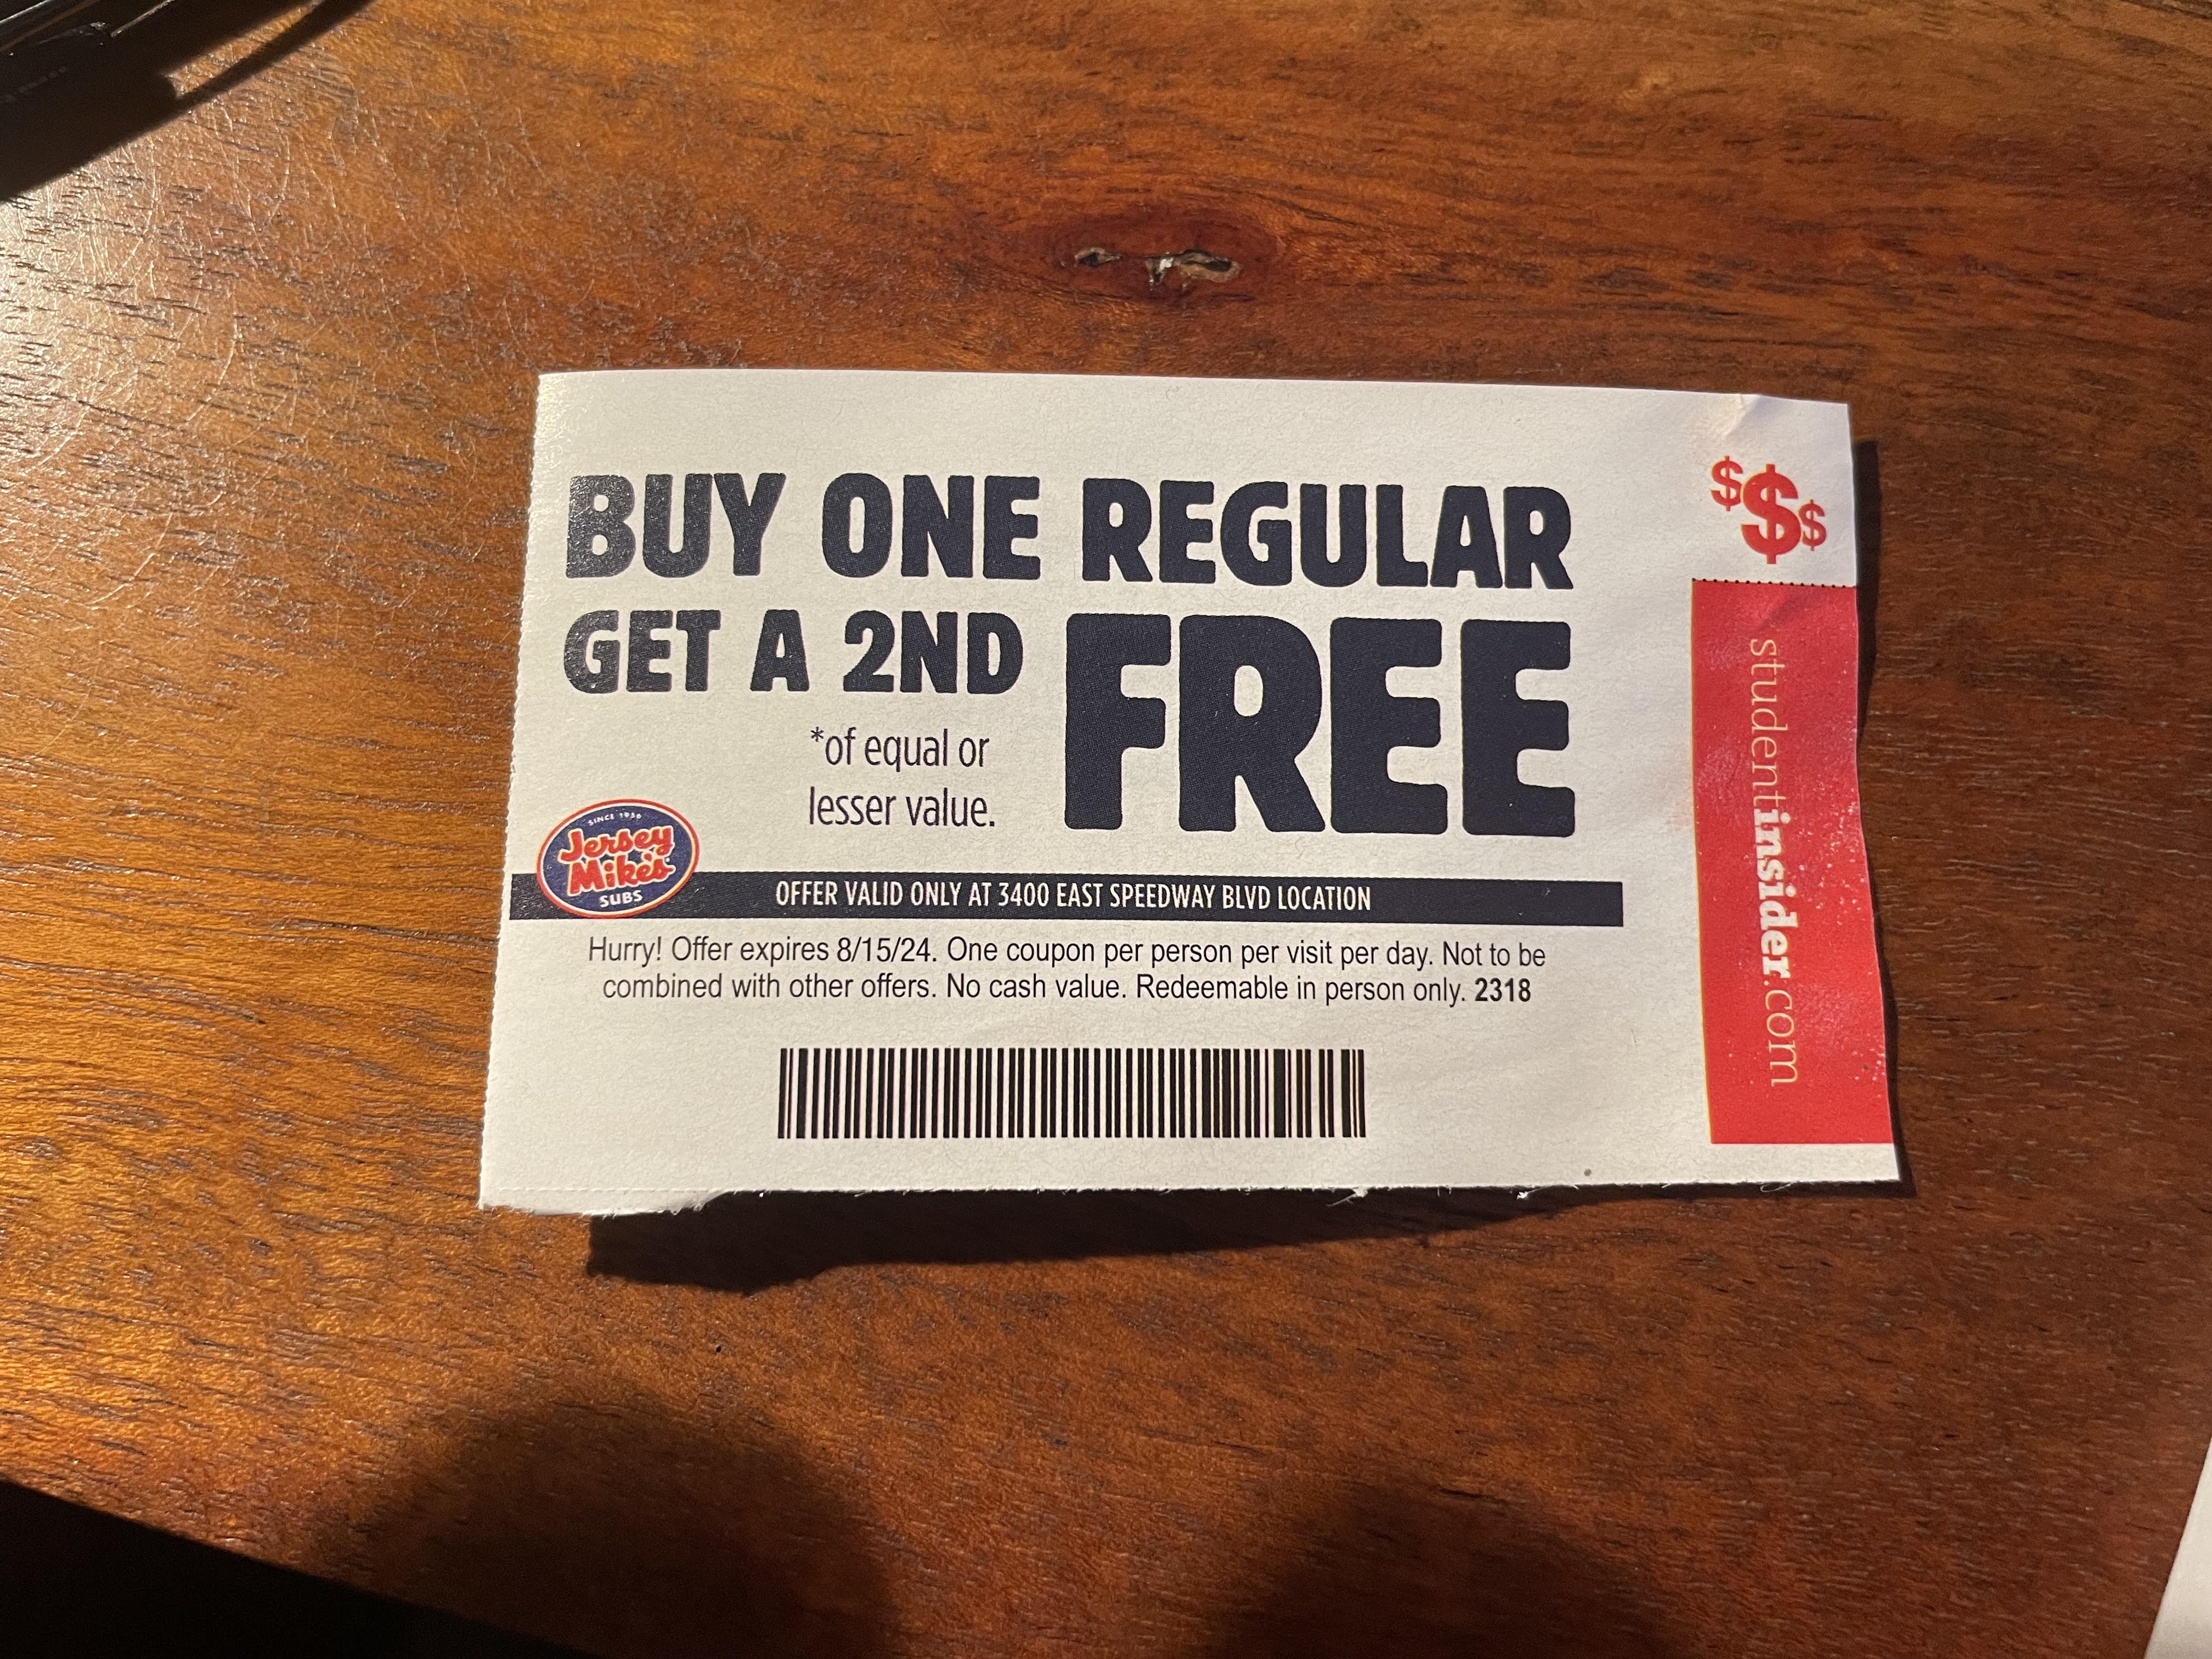 BUY ONE REGULAR
GET A 2ND FREE
*of equal or
lesser value.
SINCE 1956
Jersey
Mike's
SUBS
OFFER VALID ONLY AT 3400 EAST SPEEDWAY BLVD LOCATION
Hurry! Offer expires 8/15/24. One coupon per person per visit per day. Not to be
combined with other offers. No cash value. Redeemable in person only. 2318
$$$
studentinsider.com